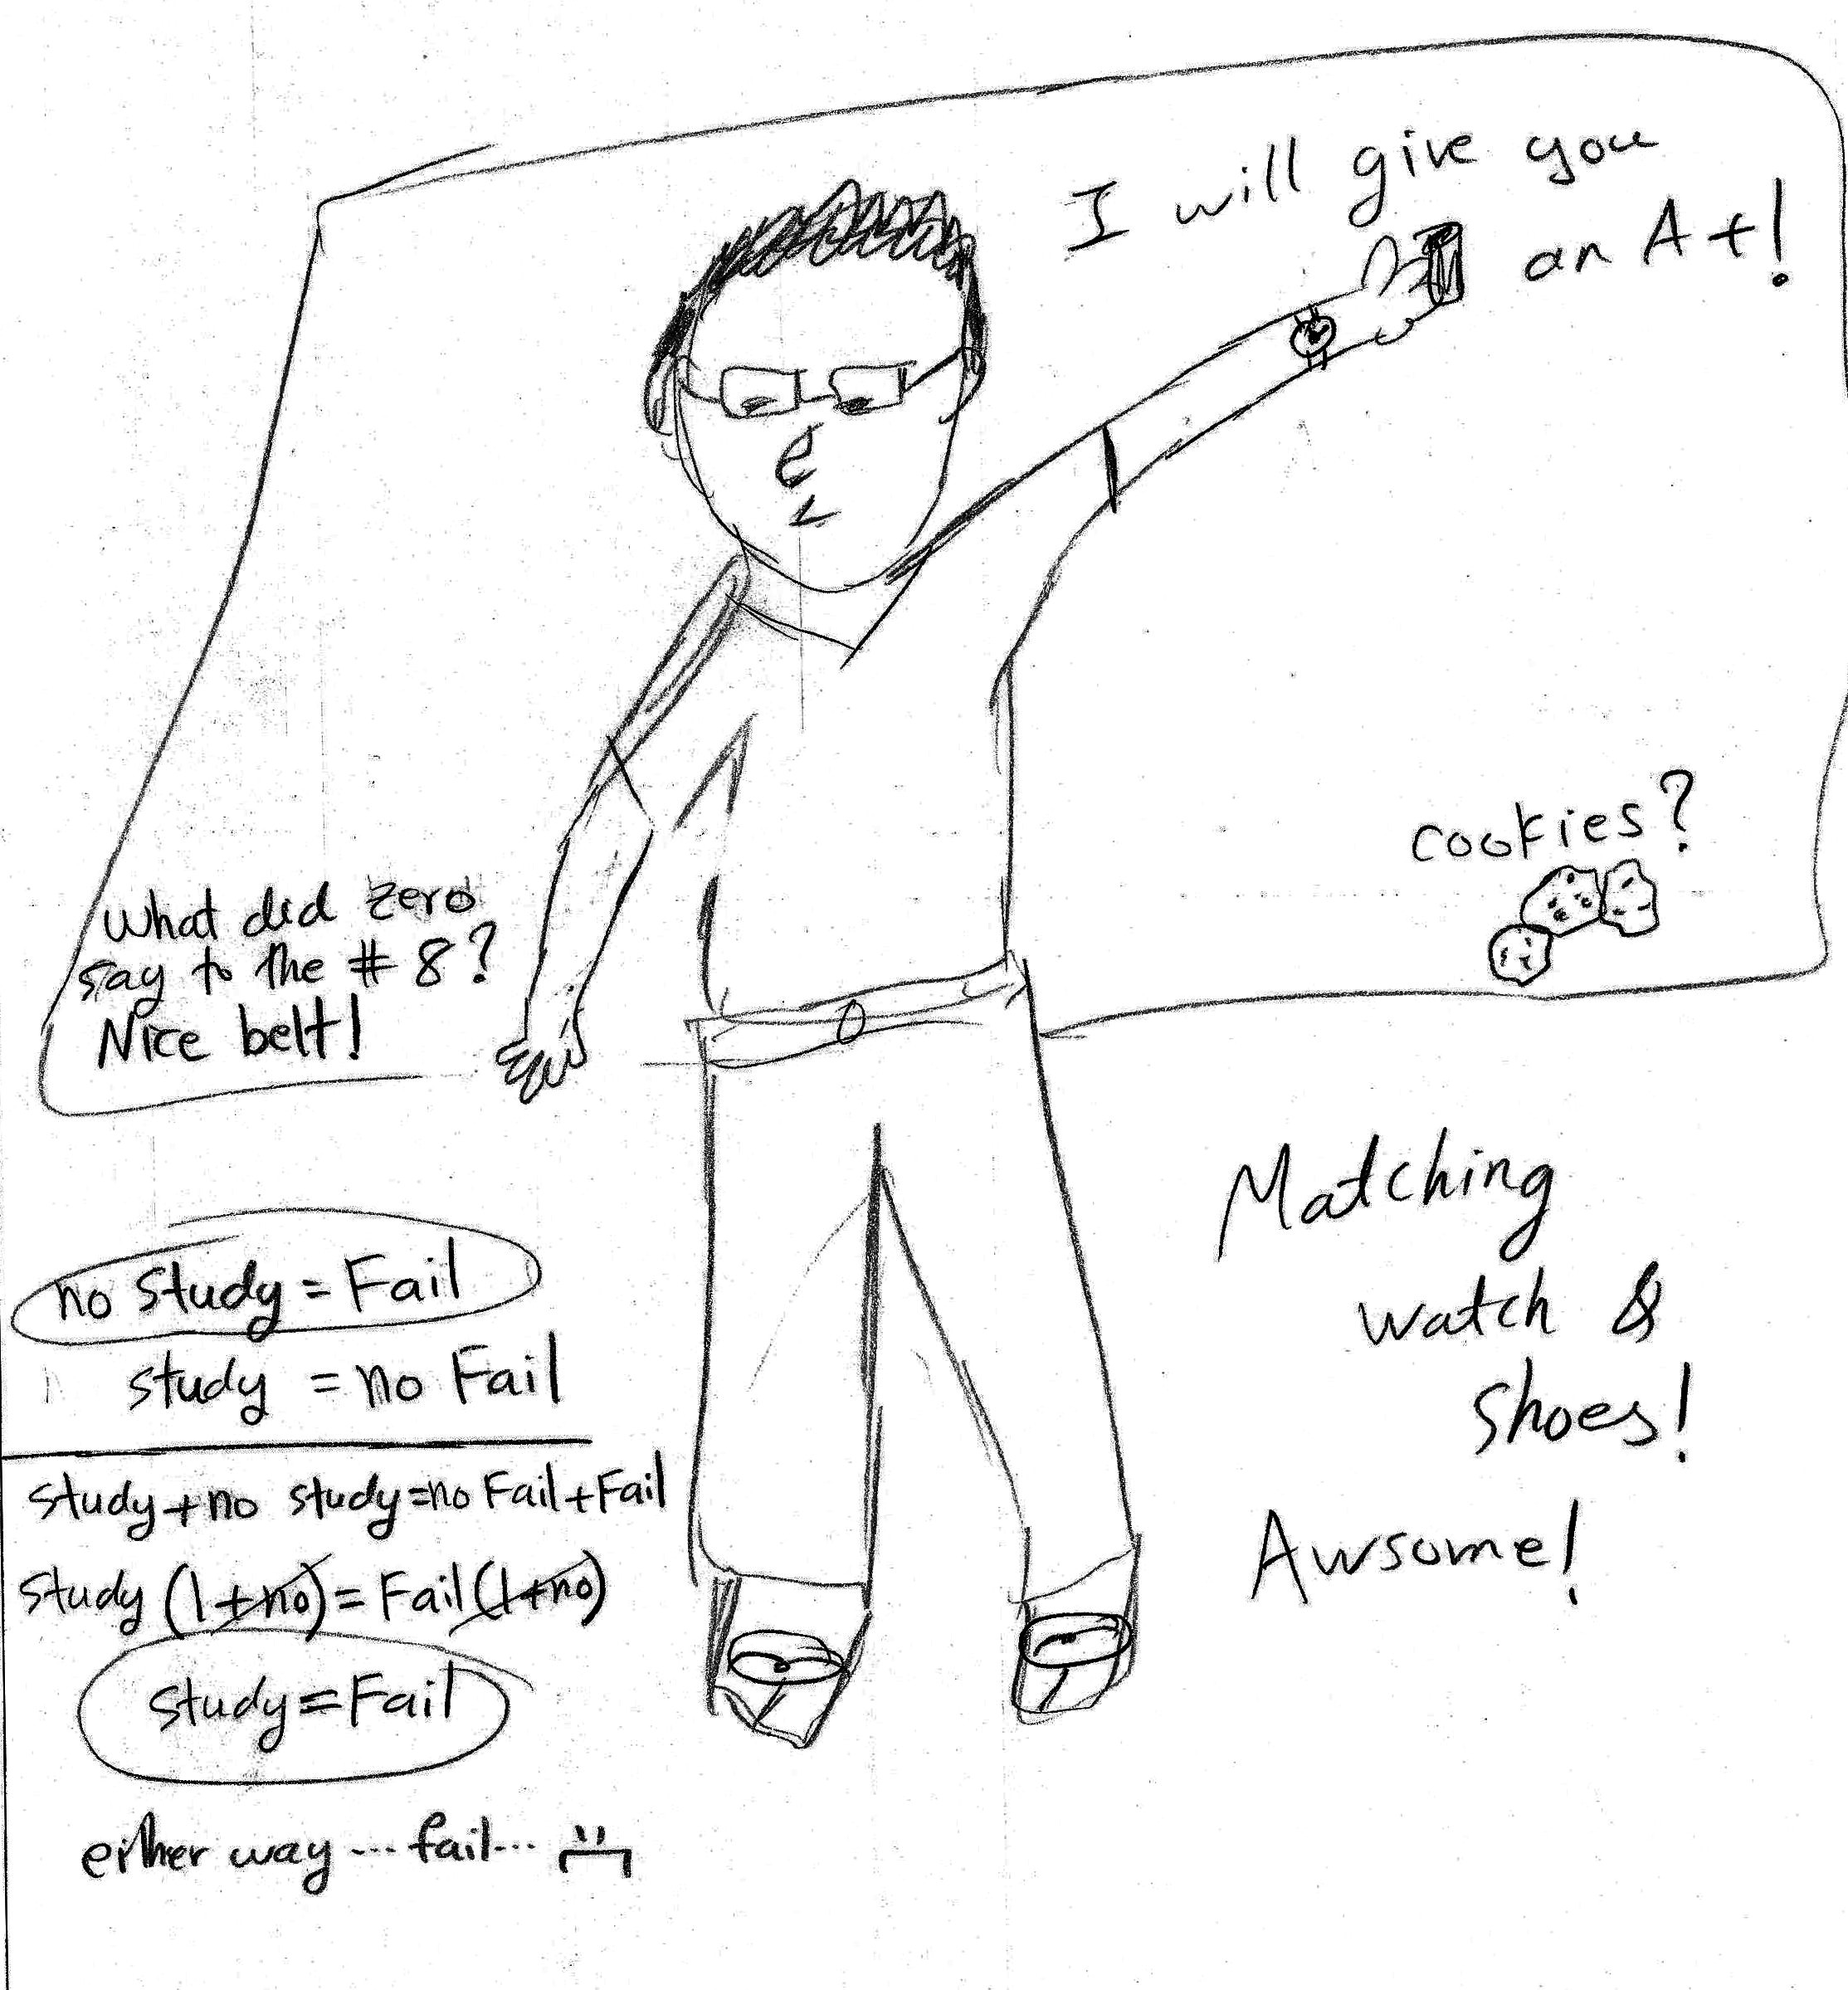 I will give you
an A+!
cookies?
What did zero
say to the # 8?
Nice belt!
no study = Fail
study = no Fail
study + no study = no Fail + Fail
study (1+no) = Fail (1+no)
study = Fail
either way ... fail...
Matching
watch &
shoes!
Awsome!